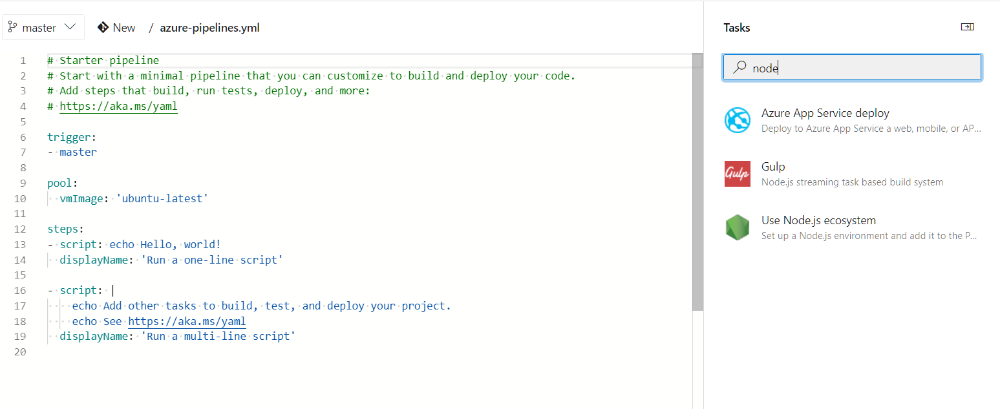 master
New / azure-pipelines.yml
1 # Starter pipeline
2 # Start with a minimal pipeline that you can customize to build and deploy your code.
3 # Add steps that build, run tests, deploy, and more:
4 # https://aka.ms/yaml
5
6 trigger:
7 - master
8
9 pool:
10   vmImage: 'ubuntu-latest'
11
12 steps:
13 - script: echo Hello, world!
14   displayName: 'Run a one-line script'
15
16 - script: |
17     echo Add other tasks to build, test, and deploy your project.
18     echo See https://aka.ms/yaml
19   displayName: 'Run a multi-line script'
20
Tasks
node
Azure App Service deploy
Deploy to Azure App Service a web, mobile, or AP...
Gulp
Gulp
Node.js streaming task based build system
Use Node.js ecosystem
Set up a Node.js environment and add it to the P...